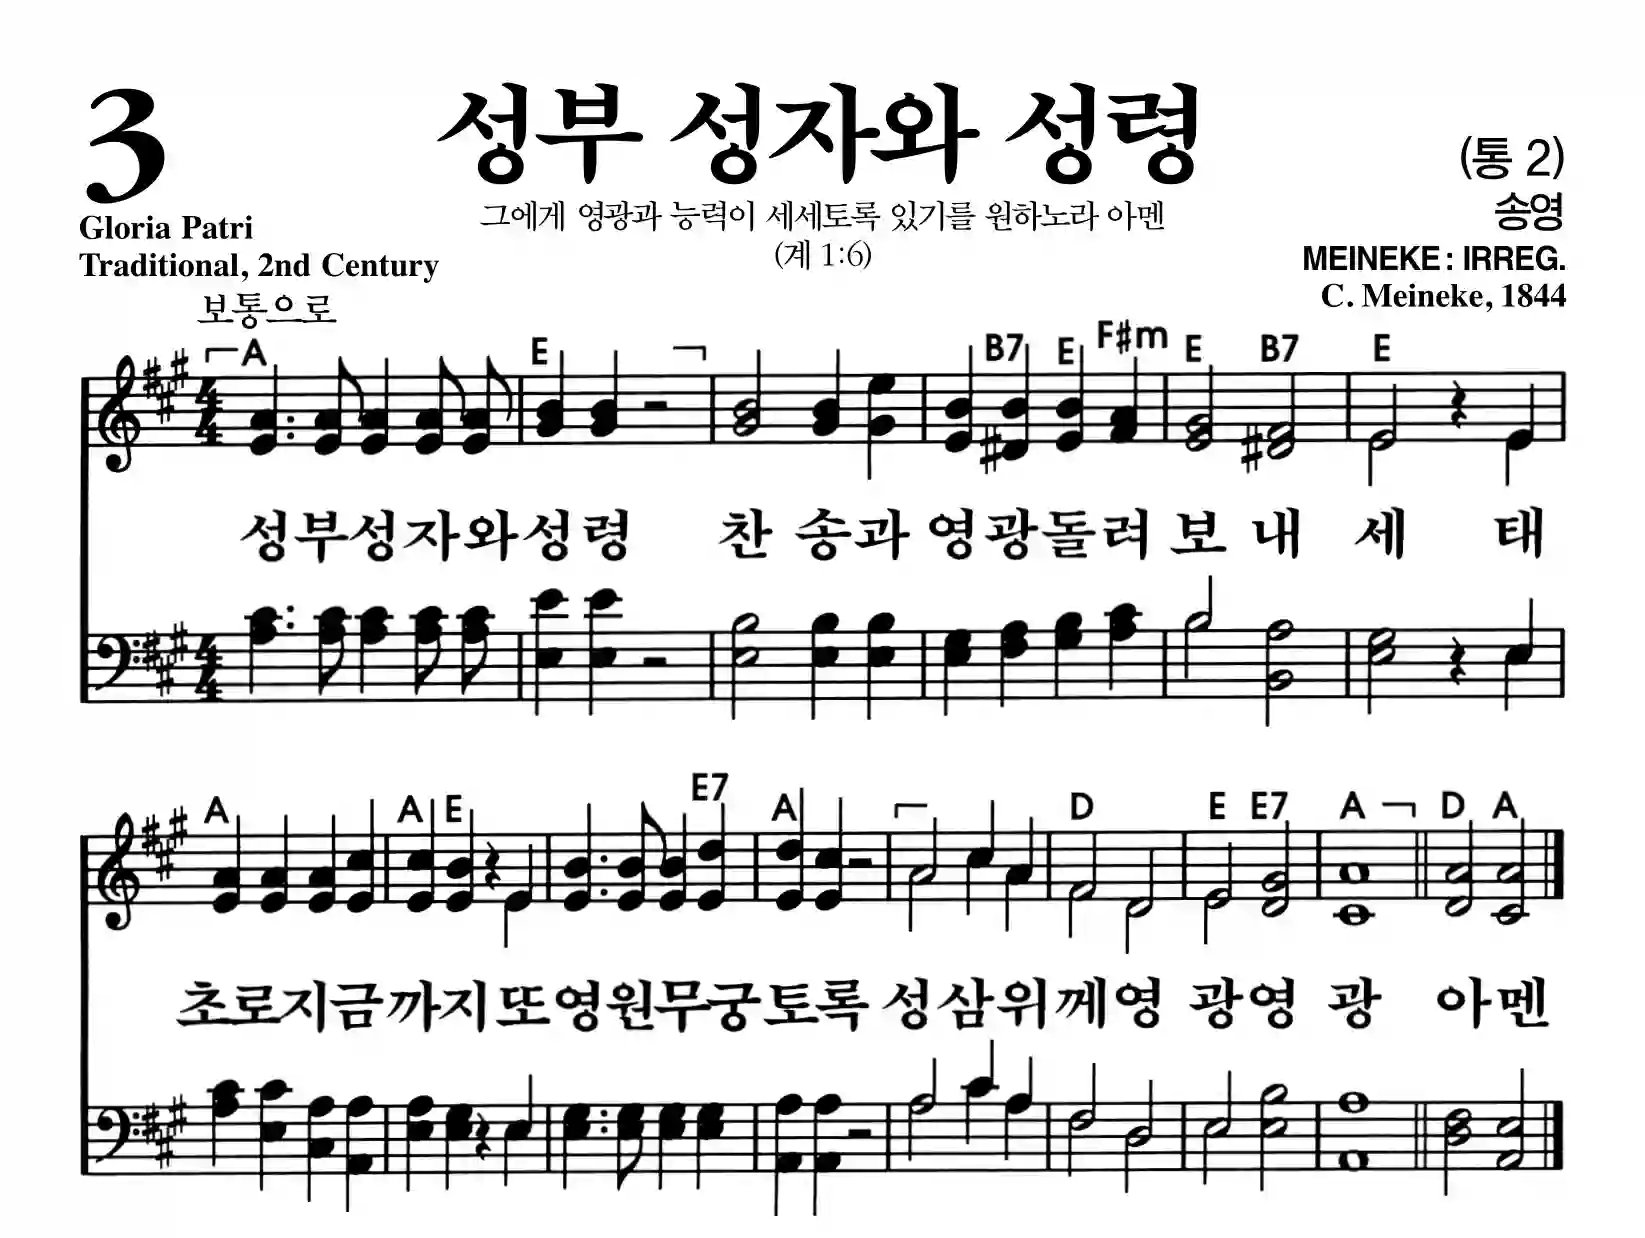 3
성부 성자와 성령
(통 2)
그에게 영광과 능력이 세세토록 있기를 원하노라 아멘
(계 1:6)
송영
Gloria Patri
Traditional, 2nd Century
MEINEKE : IRREG.
C. Meineke, 1844
보통으로
A E B7 E F#m E B7 E
4 4
성부성자와성령 찬 송과 영광돌려 보 내 세 태
4 4
A A E E7 A D E E7 A D A
초로지금까지또영원무궁토록 성삼위께영 광영 광 아멘